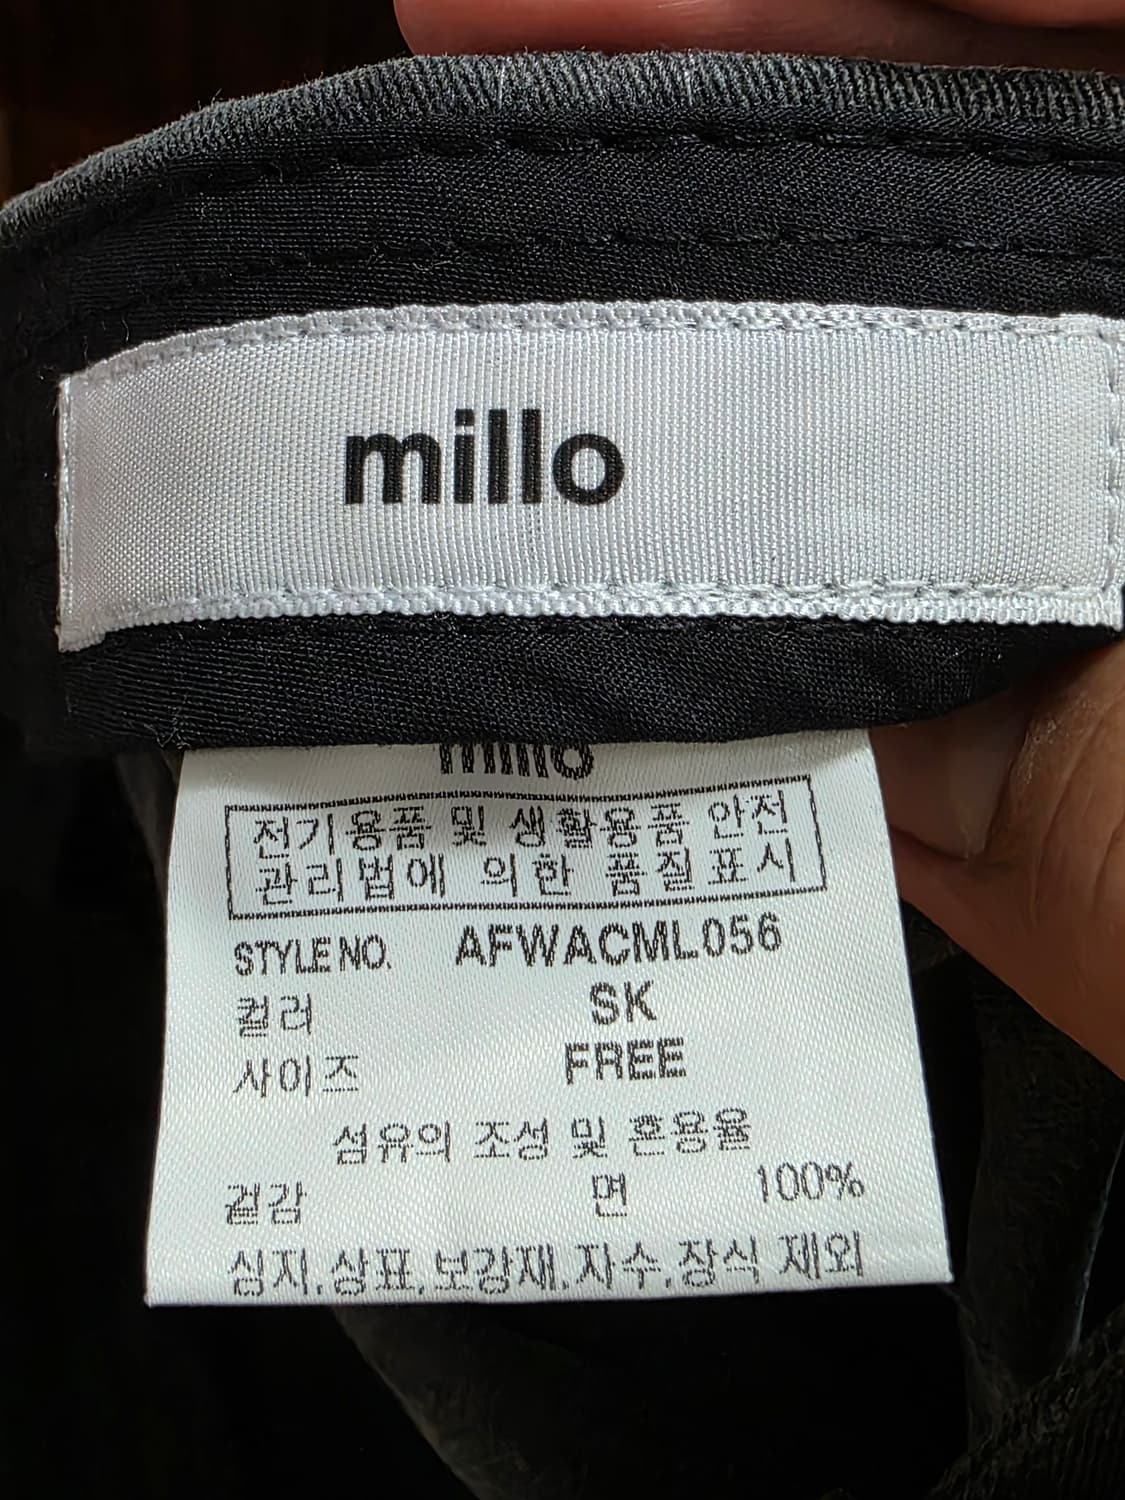 millo
millo
전기용품 및 생활용품 안전
관리법에 의한 품질표시
STYLE NO. AFWACML056
컬러 SK
사이즈 FREE
섬유의 조성 및 혼용율
겉감 면 100%
심지,상표,보강재,자수,장식 제외